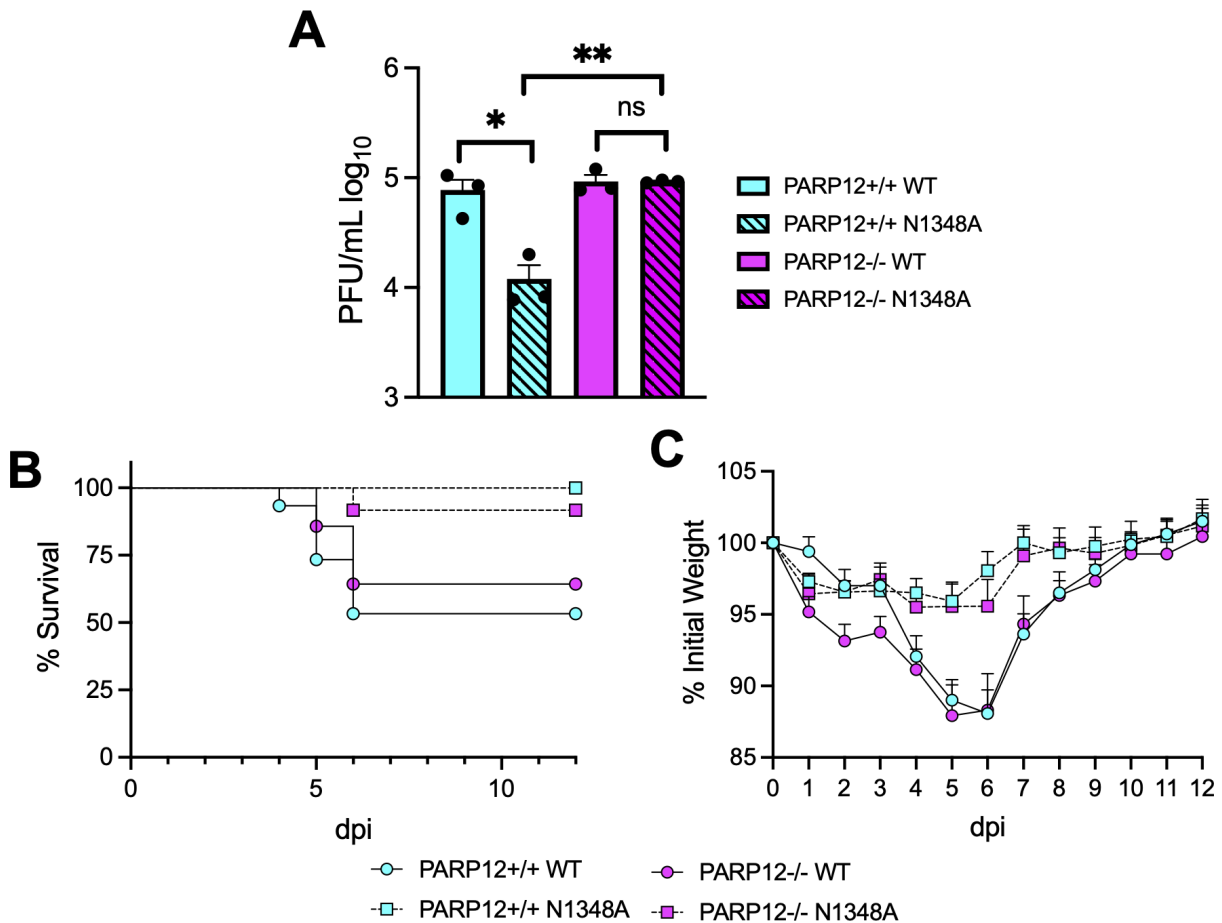 A
**
*
ns
6
5
4
3
PFU/mL log10
PARP12+/+ WT
PARP12+/+ N1348A
PARP12-/- WT
PARP12-/- N1348A
B
100
75
50
25
0
% Survival
0 5 10
dpi
C
105
100
95
90
85
% Initial Weight
0 1 2 3 4 5 6 7 8 9 10 11 12
dpi
PARP12+/+ WT
PARP12-/- WT
PARP12+/+ N1348A
PARP12-/- N1348A